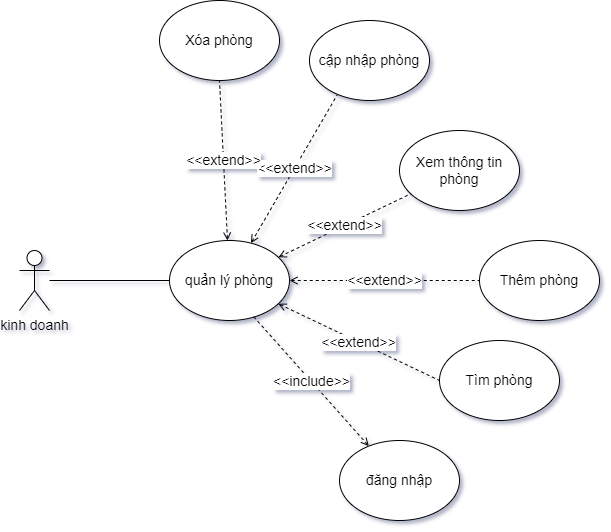 Xóa phòng
cập nhập phòng
<<extend>>
<<extend>>
Xem thông tin
phòng
<<extend>>
quản lý phòng
<<extend>>
Thêm phòng
kinh doanh
<<extend>>
Tìm phòng
<<include>>
đăng nhập